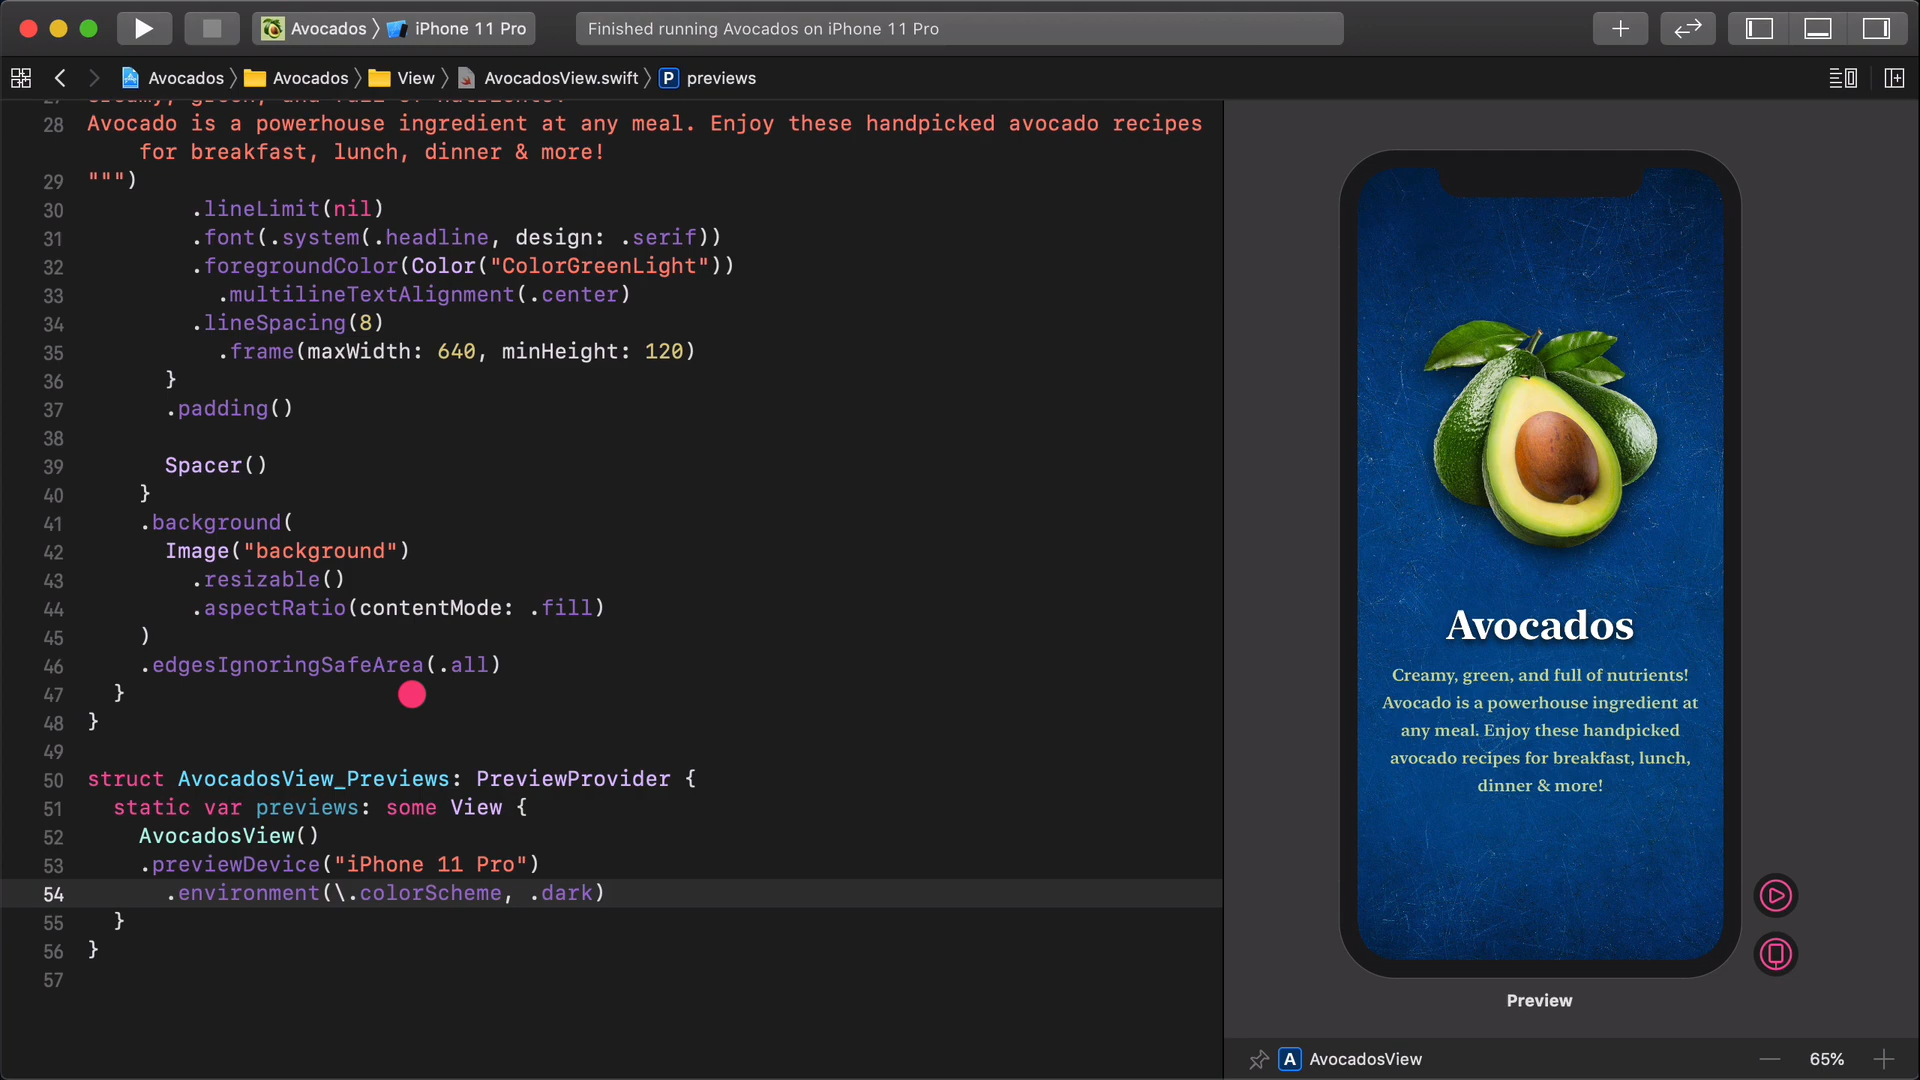 Avocados 〉 iPhone 11 Pro
Finished running Avocados on iPhone 11 Pro
Avocados 〉 Avocados 〉 View 〉 AvocadosView.swift 〉 P previews
27 Creamy, green, and full of nutrients!
28 Avocado is a powerhouse ingredient at any meal. Enjoy these handpicked avocado recipes
for breakfast, lunch, dinner & more!
29 """)
30 .lineLimit(nil)
31 .font(.system(.headline, design: .serif))
32 .foregroundColor(Color("ColorGreenLight"))
33 .multilineTextAlignment(.center)
34 .lineSpacing(8)
35 .frame(maxWidth: 640, minHeight: 120)
36 }
37 .padding()
38
39 Spacer()
40 }
41 .background(
42 Image("background")
43 .resizable()
44 .aspectRatio(contentMode: .fill)
45 )
46 .edgesIgnoringSafeArea(.all)
47 }
48 }
49
50 struct AvocadosView_Previews: PreviewProvider {
51 static var previews: some View {
52 AvocadosView()
53 .previewDevice("iPhone 11 Pro")
54 .environment(\.colorScheme, .dark)
55 }
56 }
57
Avocados
Creamy, green, and full of nutrients!
Avocado is a powerhouse ingredient at
any meal. Enjoy these handpicked
avocado recipes for breakfast, lunch,
dinner & more!
Preview
A AvocadosView
65%